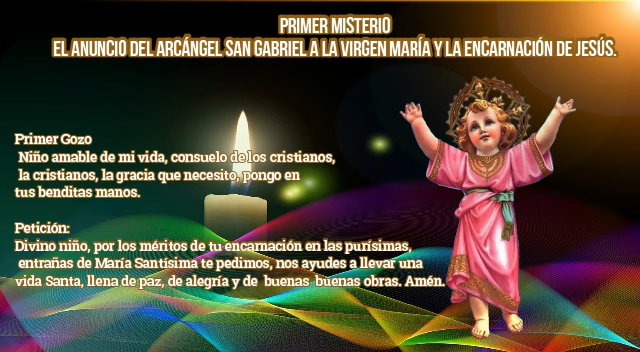 PRIMER MISTERIO
EL ANUNCIO DEL ARCÁNGEL SAN GABRIEL A LA VIRGEN MARÍA Y LA ENCARNACIÓN DE JESÚS.
Primer Gozo
Niño amable de mi vida, consuelo de los cristianos,
la cristianos, la gracia que necesito, pongo en
tus benditas manos.
Petición:
Divino niño, por los méritos de tu encarnación en las purísimas,
entrañas de María Santísima te pedimos, nos ayudes a llevar una
vida Santa, llena de paz, de alegría y de buenas buenas obras. Amén.